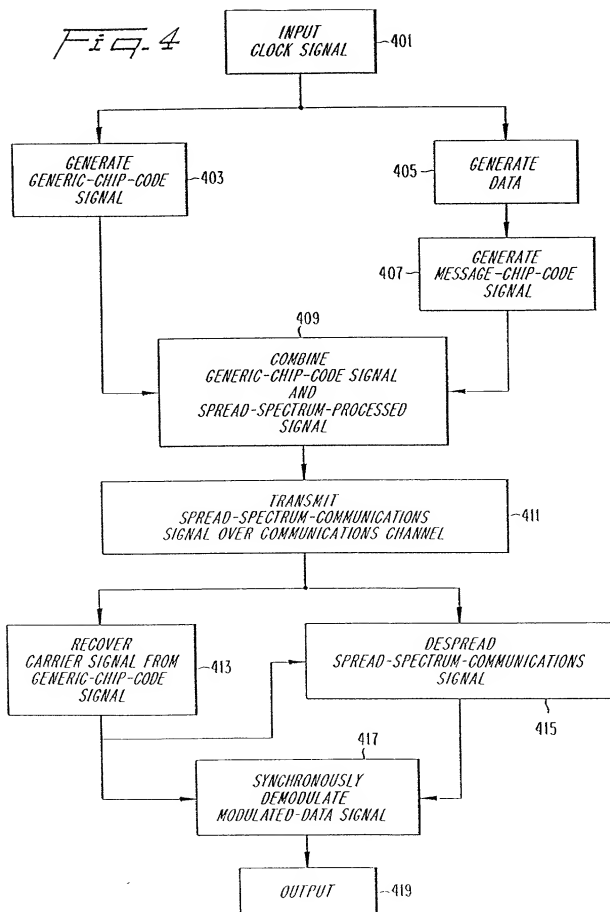 Fig. 4
INPUT
CLOCK SIGNAL
401
GENERATE
GENERIC-CHIP-CODE
SIGNAL
403
405
GENERATE
DATA
407
GENERATE
MESSAGE-CHIP-CODE
SIGNAL
409
COMBINE
GENERIC-CHIP-CODE SIGNAL
AND
SPREAD-SPECTRUM-PROCESSED
SIGNAL
TRANSMIT
SPREAD-SPECTRUM-COMMUNICATIONS
SIGNAL OVER COMMUNICATIONS CHANNEL
411
RECOVER
CARRIER SIGNAL FROM
GENERIC-CHIP-CODE
SIGNAL
413
DESPREAD
SPREAD-SPECTRUM-COMMUNICATIONS
SIGNAL
415
417
SYNCHRONOUSLY
DEMODULATE
MODULATED-DATA SIGNAL
OUTPUT
419